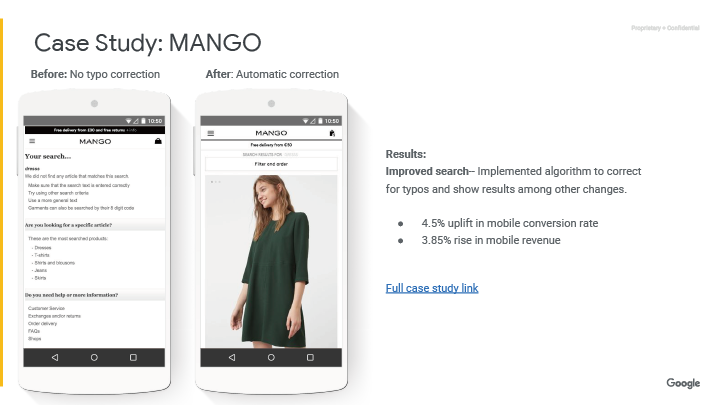 Proprietary + Confidential
Case Study: MANGO
Before: No typo correction
After: Automatic correction
10:50
Free delivery from £30 and free returns +info
MANGO
Your search...
We did not find any article that matches this search.
Make sure that the search text is entered correctly
Try using other search criteria
Use a more general text
Garments can also be searched by their 8 digit code
Are you looking for a specific article?
These are the most searched products.
- Dresses
- T-shirts
- Shirts and blouses
- Jeans
- Skirts
Do you need help or more information?
Customer Service
Exchanges and/or returns
Order delivery
FAQs
Shops
10:50
MANGO
Free delivery from £30
SEARCH RESULTS FOR
Filter and order
Results:
Improved search– Implemented algorithm to correct
for typos and show results among other changes.
● 4.5% uplift in mobile conversion rate
● 3.85% rise in mobile revenue
Full case study link
Google